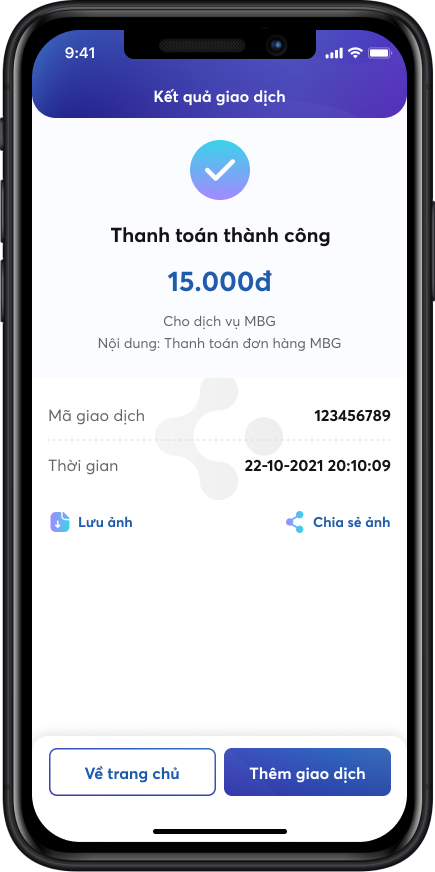 9:41
Kết quả giao dịch
Thanh toán thành công
15.000đ
Cho dịch vụ MBG
Nội dung: Thanh toán đơn hàng MBG
Mã giao dịch 123456789
Thời gian 22-10-2021 20:10:09
Lưu ảnh Chia sẻ ảnh
Về trang chủ Thêm giao dịch